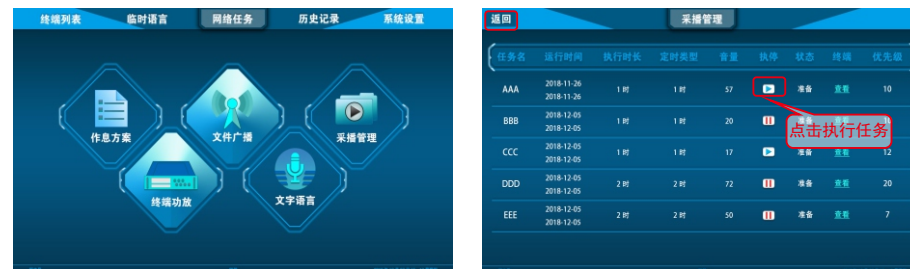 终端列表 临时语言 网络任务 历史记录 系统设置
作息方案
文件广播
采播管理
终端功放
文字语言
返回 采播管理
任务名 运行时间 执行时长 定时类型 音量 执停 状态 终端 优先级
AAA 2018-11-26 1时 1时 57 准备 查看 10
2018-11-26
BBB 2018-12-05 1时 1时 20
2018-12-05
点击执行任务
CCC 2018-12-05 1时 1时 17 准备 查看 12
2018-12-05
DDD 2018-12-05 2时 2时 72 准备 查看 20
2018-12-05
EEE 2018-12-05 2时 2时 50 准备 查看 7
2018-12-05